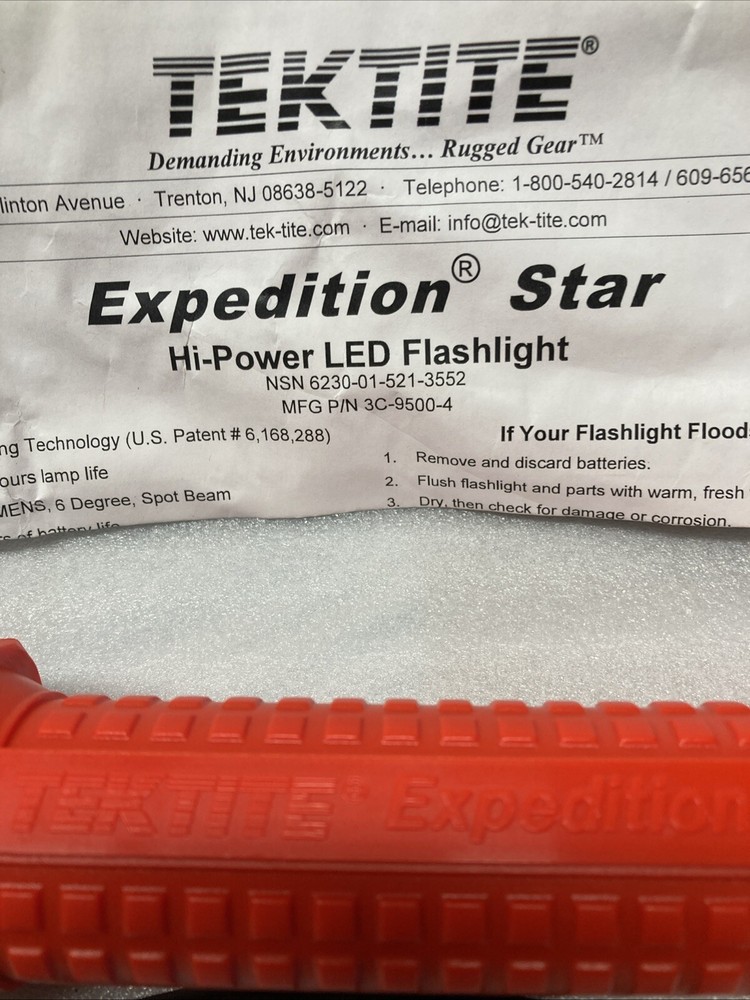 TEKTITE®
Demanding Environments... Rugged Gear™
linton Avenue · Trenton, NJ 08638-5122 · Telephone: 1-800-540-2814 / 609-656
Website: www.tek-tite.com · E-mail: info@tek-tite.com
Expedition® Star
Hi-Power LED Flashlight
NSN 6230-01-521-3552
MFG P/N 3C-9500-4
ng Technology (U.S. Patent # 6,168,288)
ours lamp life
MENS, 6 Degree, Spot Beam
of battery life
If Your Flashlight Flood
1. Remove and discard batteries.
2. Flush flashlight and parts with warm, fresh
3. Dry, then check for damage or corrosion.
TEKTITE® Expedition